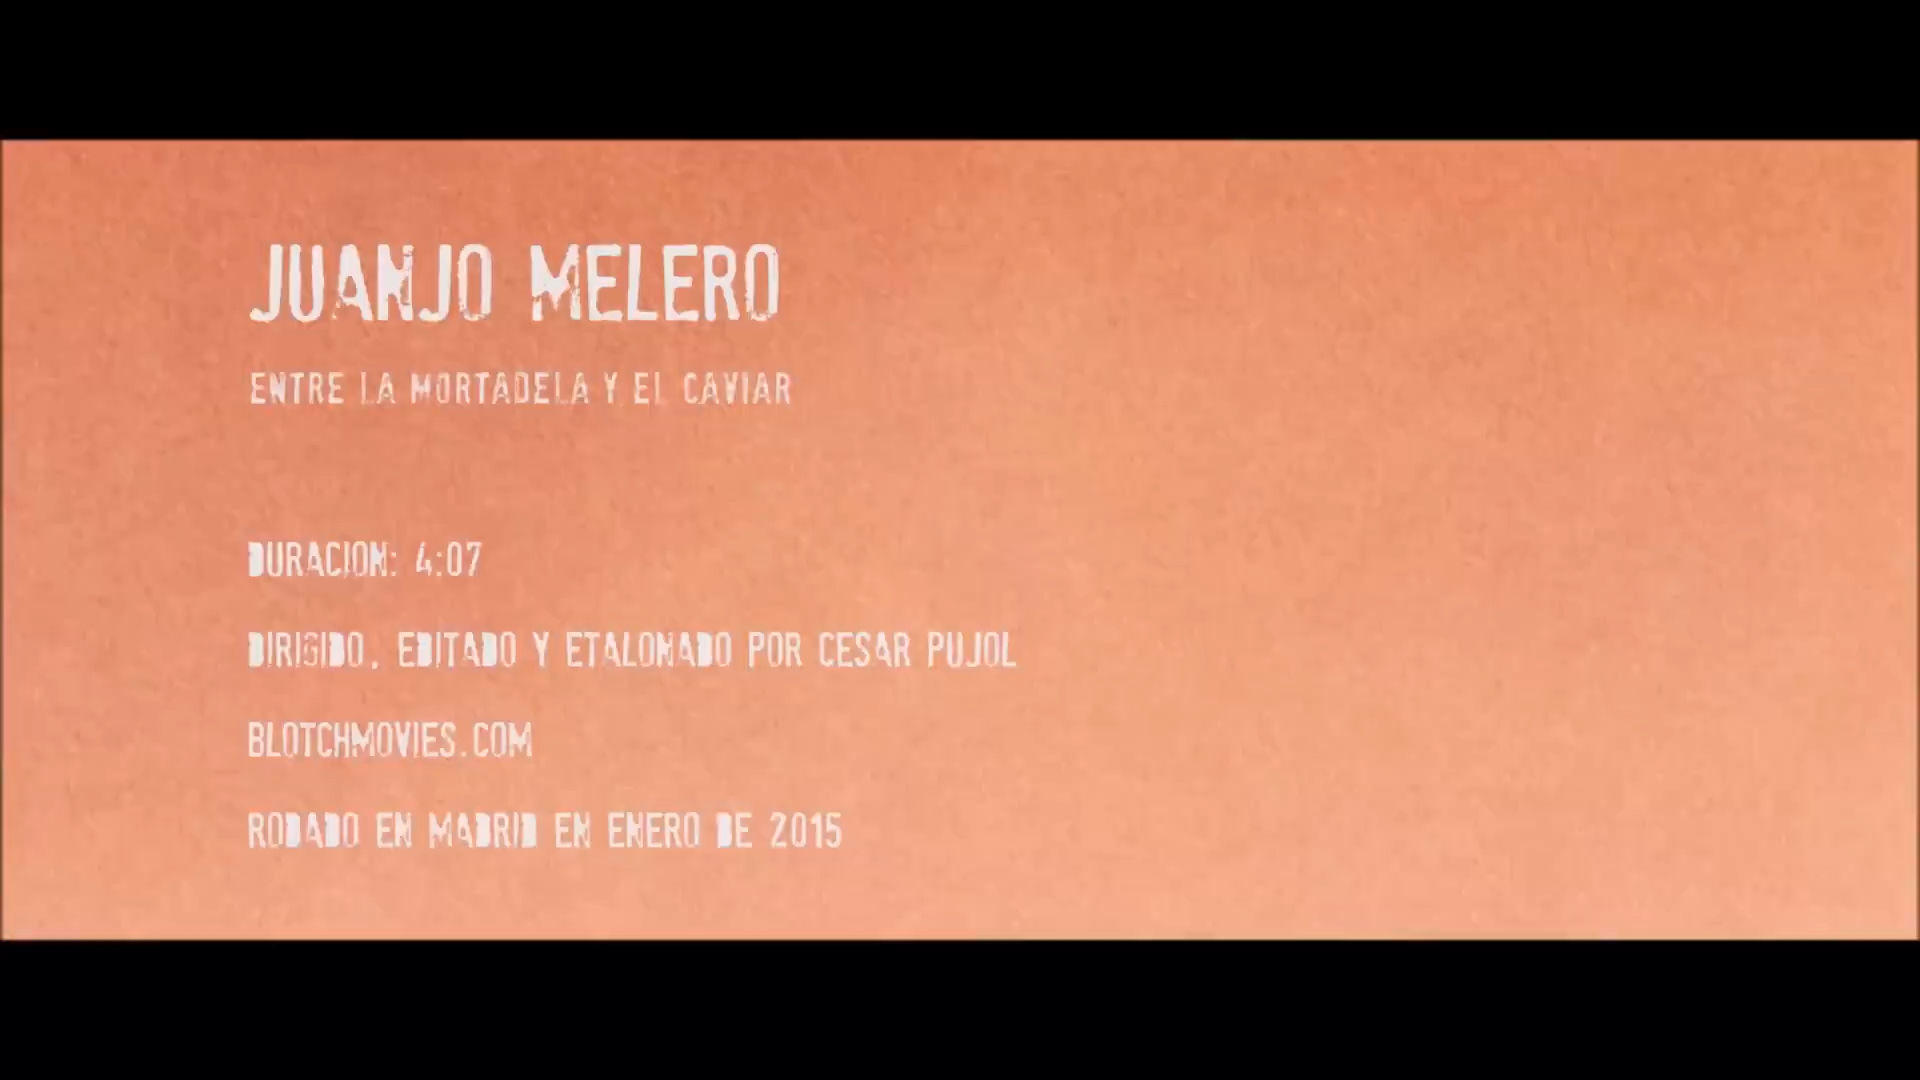 JUANJO MELERO
ENTRE LA MORTADELA Y EL CAVIAR
DURACION: 4:07
DIRIGIDO, EDITADO Y ETALONADO POR CESAR PUJOL
BLOTCHMOVIES.COM
RODADO EN MADRID EN ENERO DE 2015